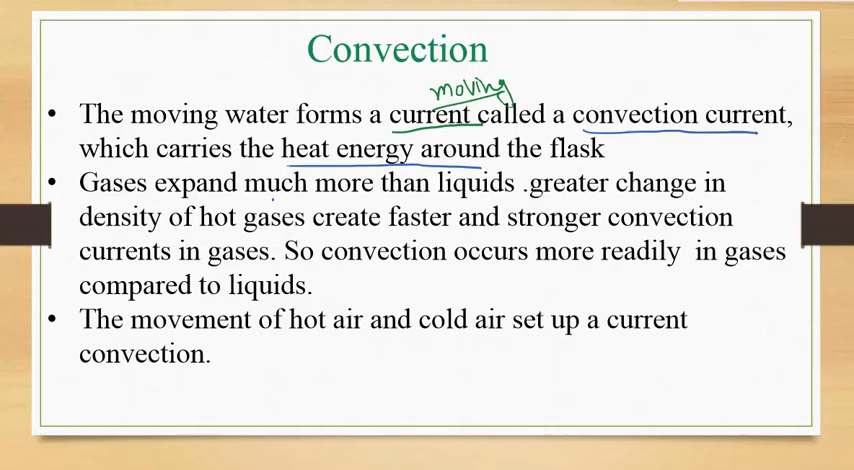 Convection
moving
• The moving water forms a current called a convection current,
which carries the heat energy around the flask
• Gases expand much more than liquids .greater change in
density of hot gases create faster and stronger convection
currents in gases. So convection occurs more readily in gases
compared to liquids.
• The movement of hot air and cold air set up a current
convection.